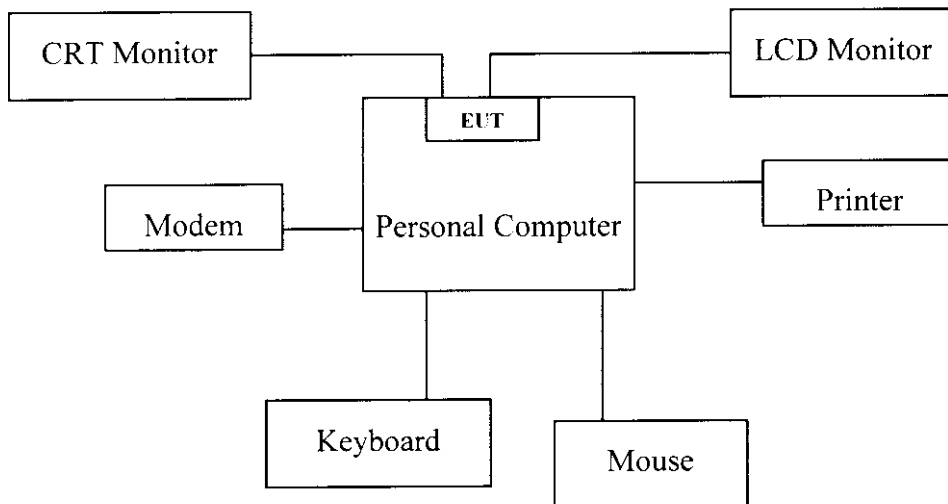 CRT Monitor
LCD Monitor
EUT
Printer
Modem
Personal Computer
Keyboard
Mouse